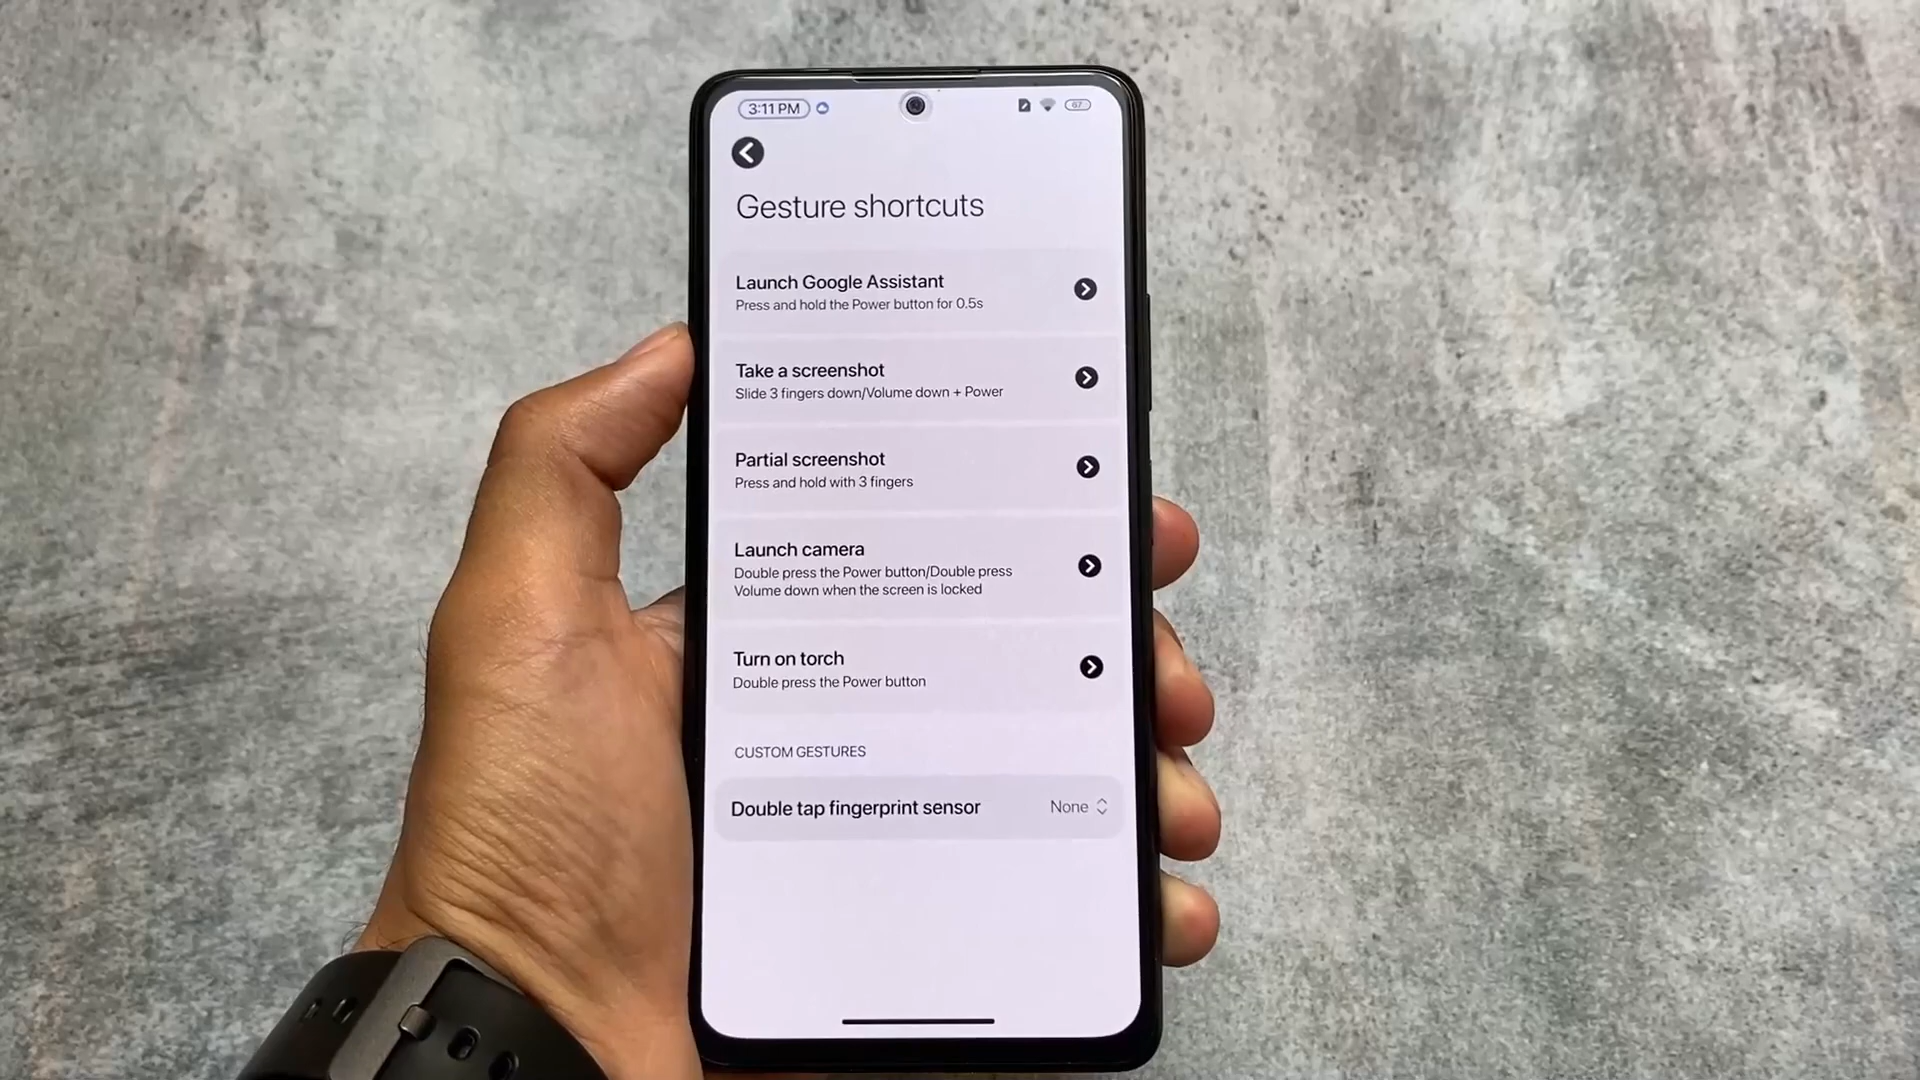 3:11 PM
67
Gesture shortcuts
Launch Google Assistant
Press and hold the Power button for 0.5s
Take a screenshot
Slide 3 fingers down/Volume down + Power
Partial screenshot
Press and hold with 3 fingers
Launch camera
Double press the Power button/Double press
Volume down when the screen is locked
Turn on torch
Double press the Power button
CUSTOM GESTURES
Double tap fingerprint sensor
None